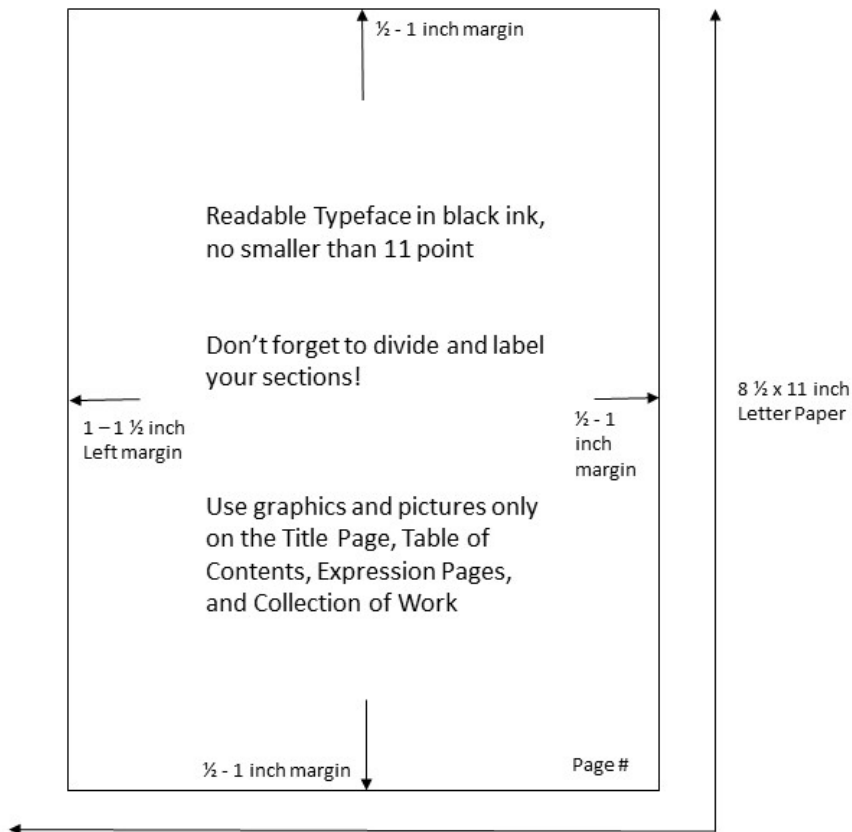 ½ - 1 inch margin
Readable Typeface in black ink,
no smaller than 11 point
Don’t forget to divide and label
your sections!
1 – 1 ½ inch
Left margin
½ - 1
inch
margin
8 ½ x 11 inch
Letter Paper
Use graphics and pictures only
on the Title Page, Table of
Contents, Expression Pages,
and Collection of Work
½ - 1 inch margin
Page #